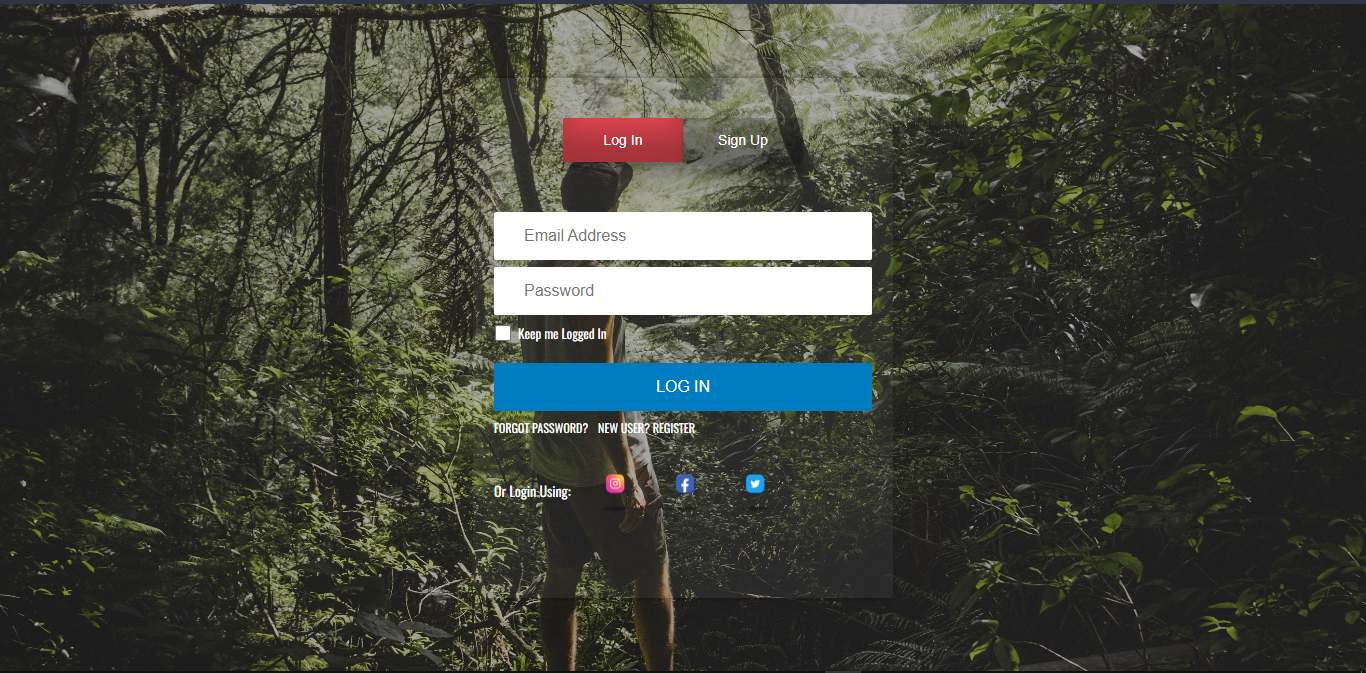 Log In
Sign Up
Email Address
Password
Keep me Logged In
LOG IN
FORGOT PASSWORD? NEW USER? REGISTER
Or Login Using: